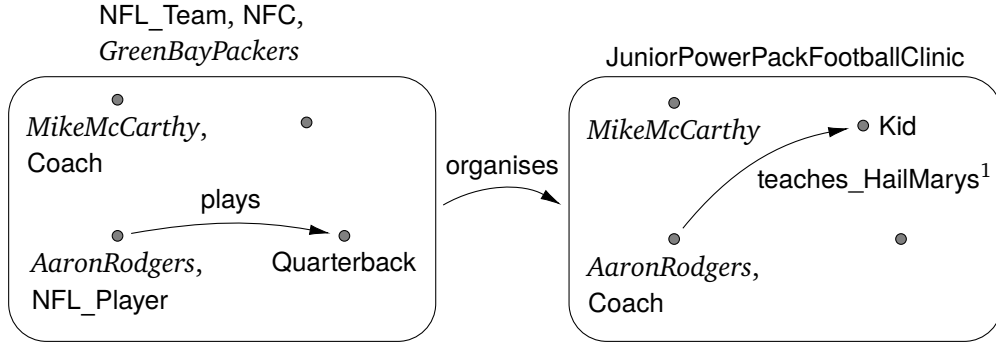 NFL_Team, NFC,
GreenBayPackers
MikeMcCarthy,
Coach
plays
AaronRodgers,
NFL_Player
Quarterback
organises
JuniorPowerPackFootballClinic
MikeMcCarthy
Kid
teaches_HailMarys¹
AaronRodgers,
Coach